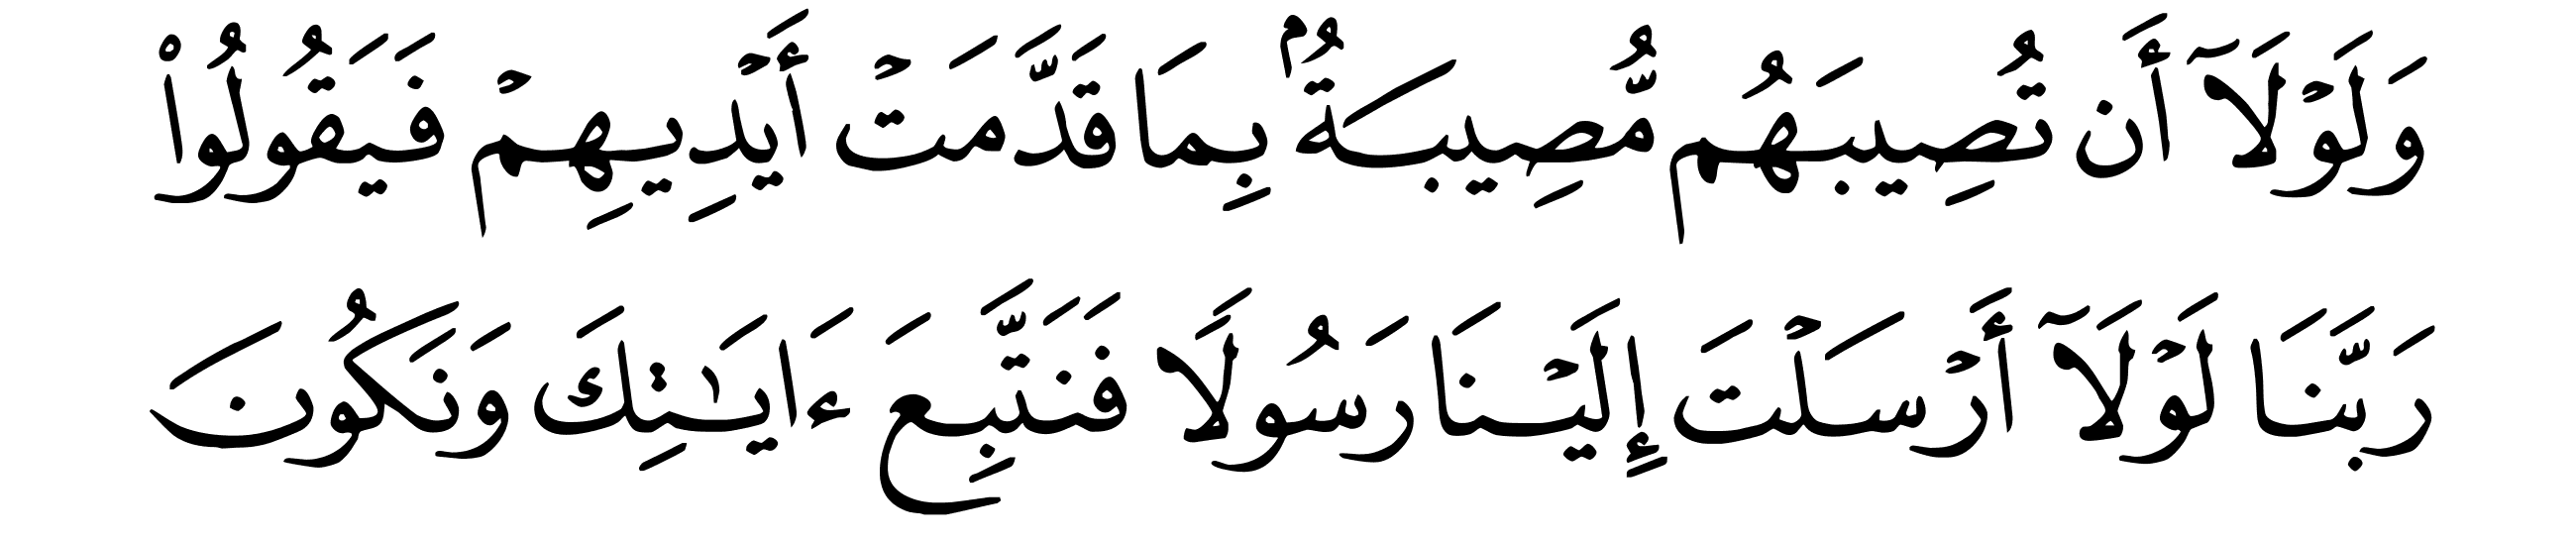 وَلَوۡلَآ أَن تُصِيبَهُم مُّصِيبَةُۢ بِمَا قَدَّمَتۡ أَيۡدِيهِمۡ فَيَقُولُواْ
رَبَّنَا لَوۡلَآ أَرۡسَلۡتَ إِلَيۡنَا رَسُولًا فَنَتَّبِعَ ءَايَٰتِكَ وَنَكُونَ